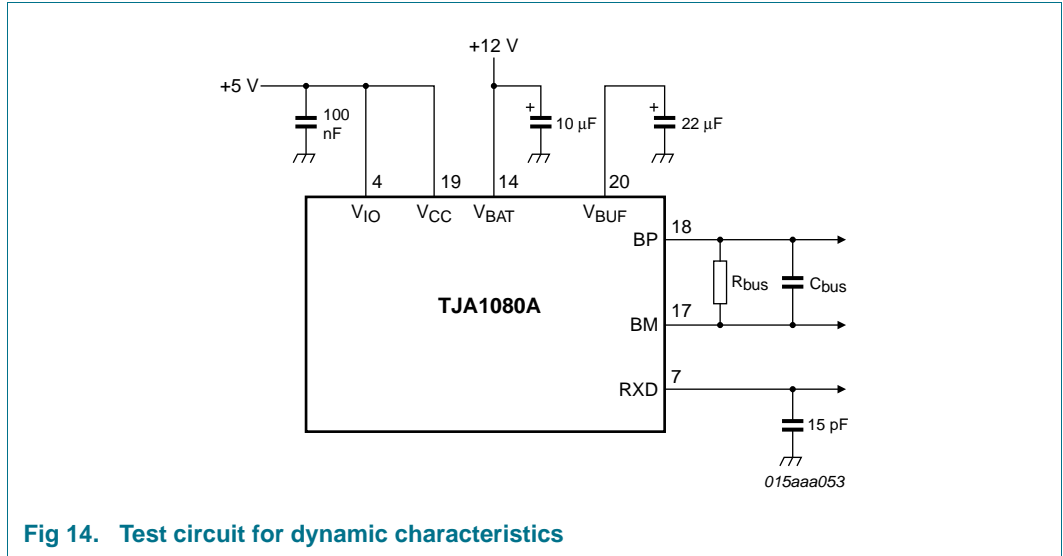 +12 V
+5 V
100
nF
+
10 μF
+
22 μF
4
19
14
20
VIO
VCC
VBAT
VBUF
BP
18
Rbus
Cbus
TJA1080A
BM
17
RXD
7
15 pF
015aaa053
Fig 14. Test circuit for dynamic characteristics